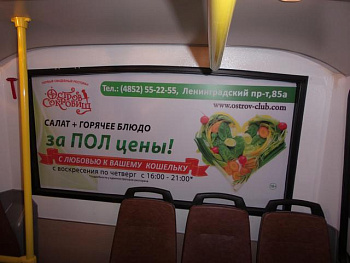 ОСТРОВ
СОКРОВИЩ
Тел.: (4852) 55-22-55, Ленинградский пр-т,85а
www.ostrov-club.com
САЛАТ + ГОРЯЧЕЕ БЛЮДО
за ПОЛ цены!
С ЛЮБОВЬЮ К ВАШЕМУ КОШЕЛЬКУ
с воскресения по четверг с 16:00 - 21:00*